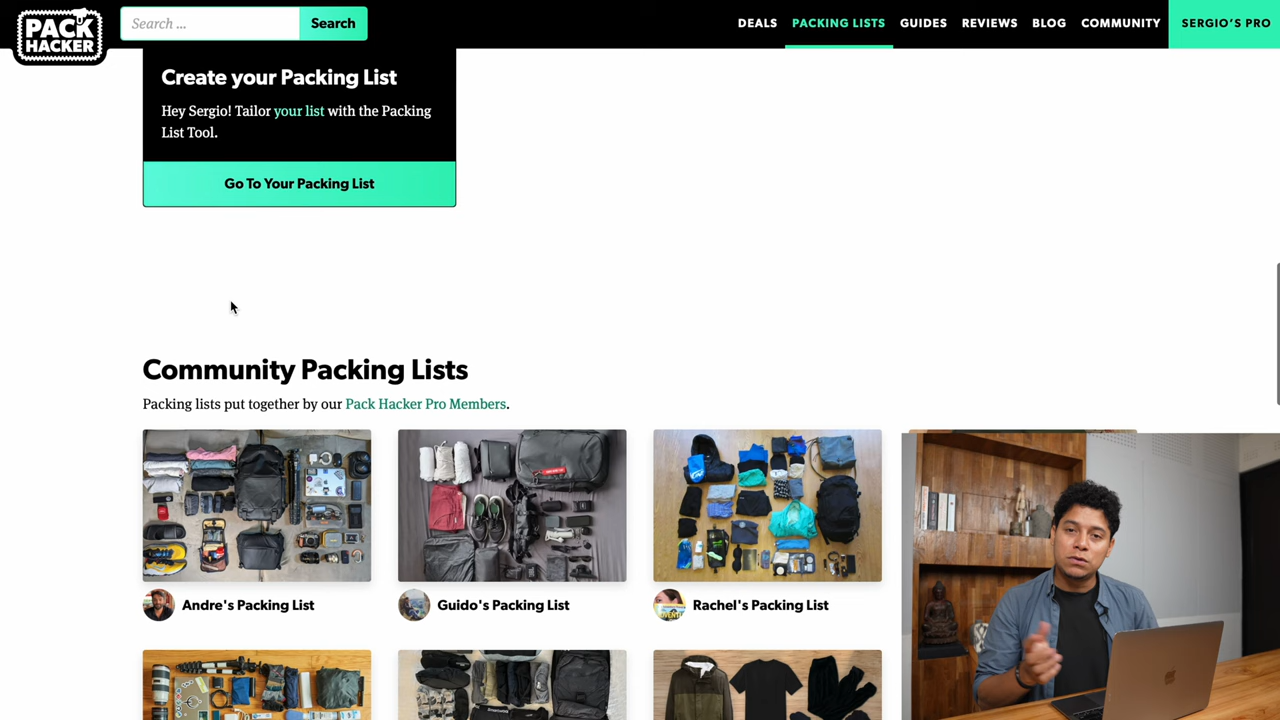 PACK
HACKER
Search ...
Search
DEALS
PACKING LISTS
GUIDES
REVIEWS
BLOG
COMMUNITY
SERGIO'S PRO
Create your Packing List
Hey Sergio! Tailor your list with the Packing
List Tool.
Go To Your Packing List
Community Packing Lists
Packing lists put together by our Pack Hacker Pro Members.
Andre's Packing List
Guido's Packing List
Rachel's Packing List